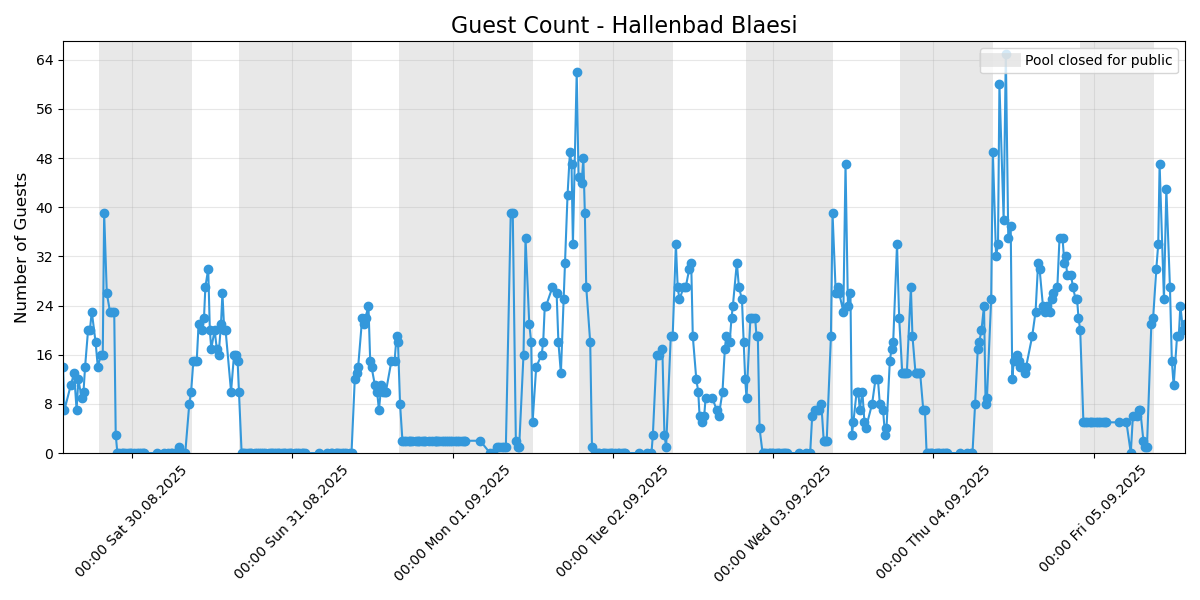 Guest Count - Hallenbad Blaesi
Pool closed for public
Number of Guests
64
56
48
40
32
24
16
8
0
00:00 Sat 30.08.2025
00:00 Sun 31.08.2025
00:00 Mon 01.09.2025
00:00 Tue 02.09.2025
00:00 Wed 03.09.2025
00:00 Thu 04.09.2025
00:00 Fri 05.09.2025